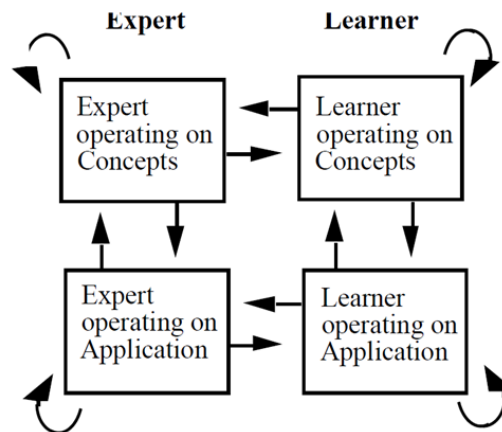 Expert Learner
Expert
operating on
Concepts
Learner
operating on
Concepts
Expert
operating on
Application
Learner
operating on
Application